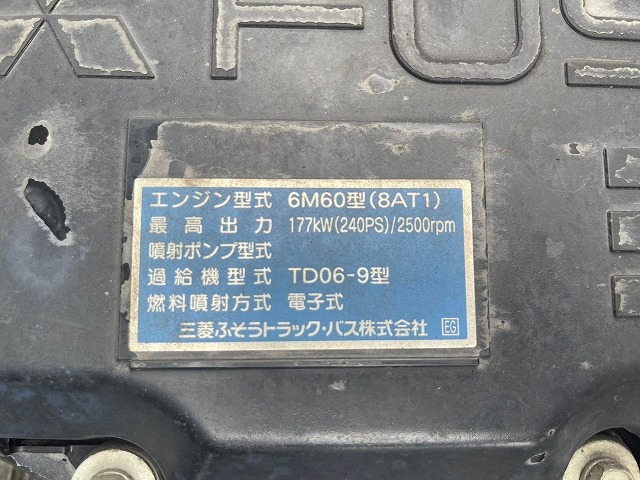 FUS
エンジン型式 6M60型(8AT1)
最高出力 177kW(240PS)/2500rpm
噴射ポンプ型式
過給機型式 TD06-9型
燃料噴射方式 電子式
三菱ふそうトラック・バス株式会社 EG